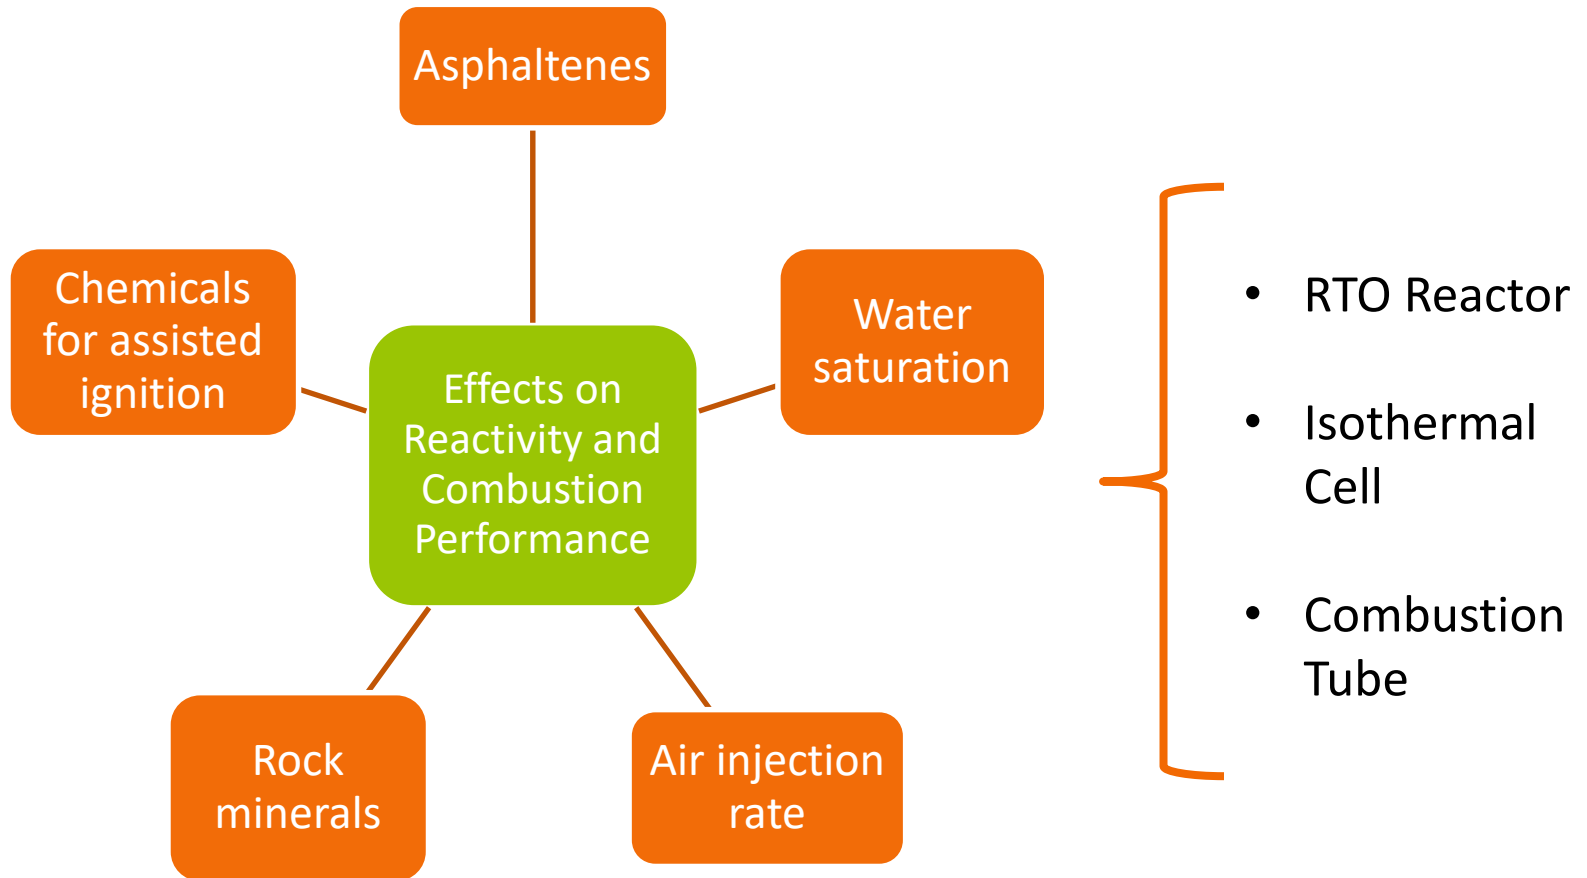 Asphaltenes
Chemicals
for assisted
ignition
Water
saturation
Effects on
Reactivity and
Combustion
Performance
Rock
minerals
Air injection
rate
• RTO Reactor
• Isothermal
Cell
• Combustion
Tube